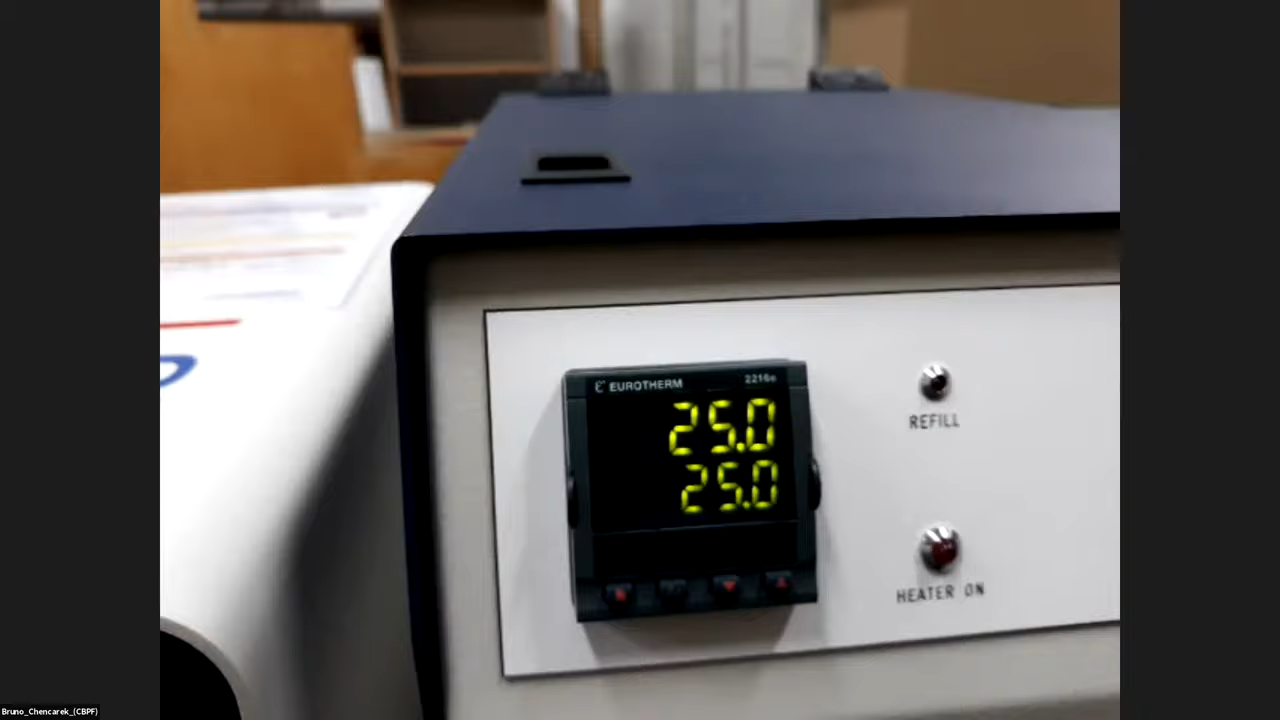 EUROTHERM 2216e
25.0
25.0
REFILL
HEATER ON
Bruno_Chencarek_(CBPF)